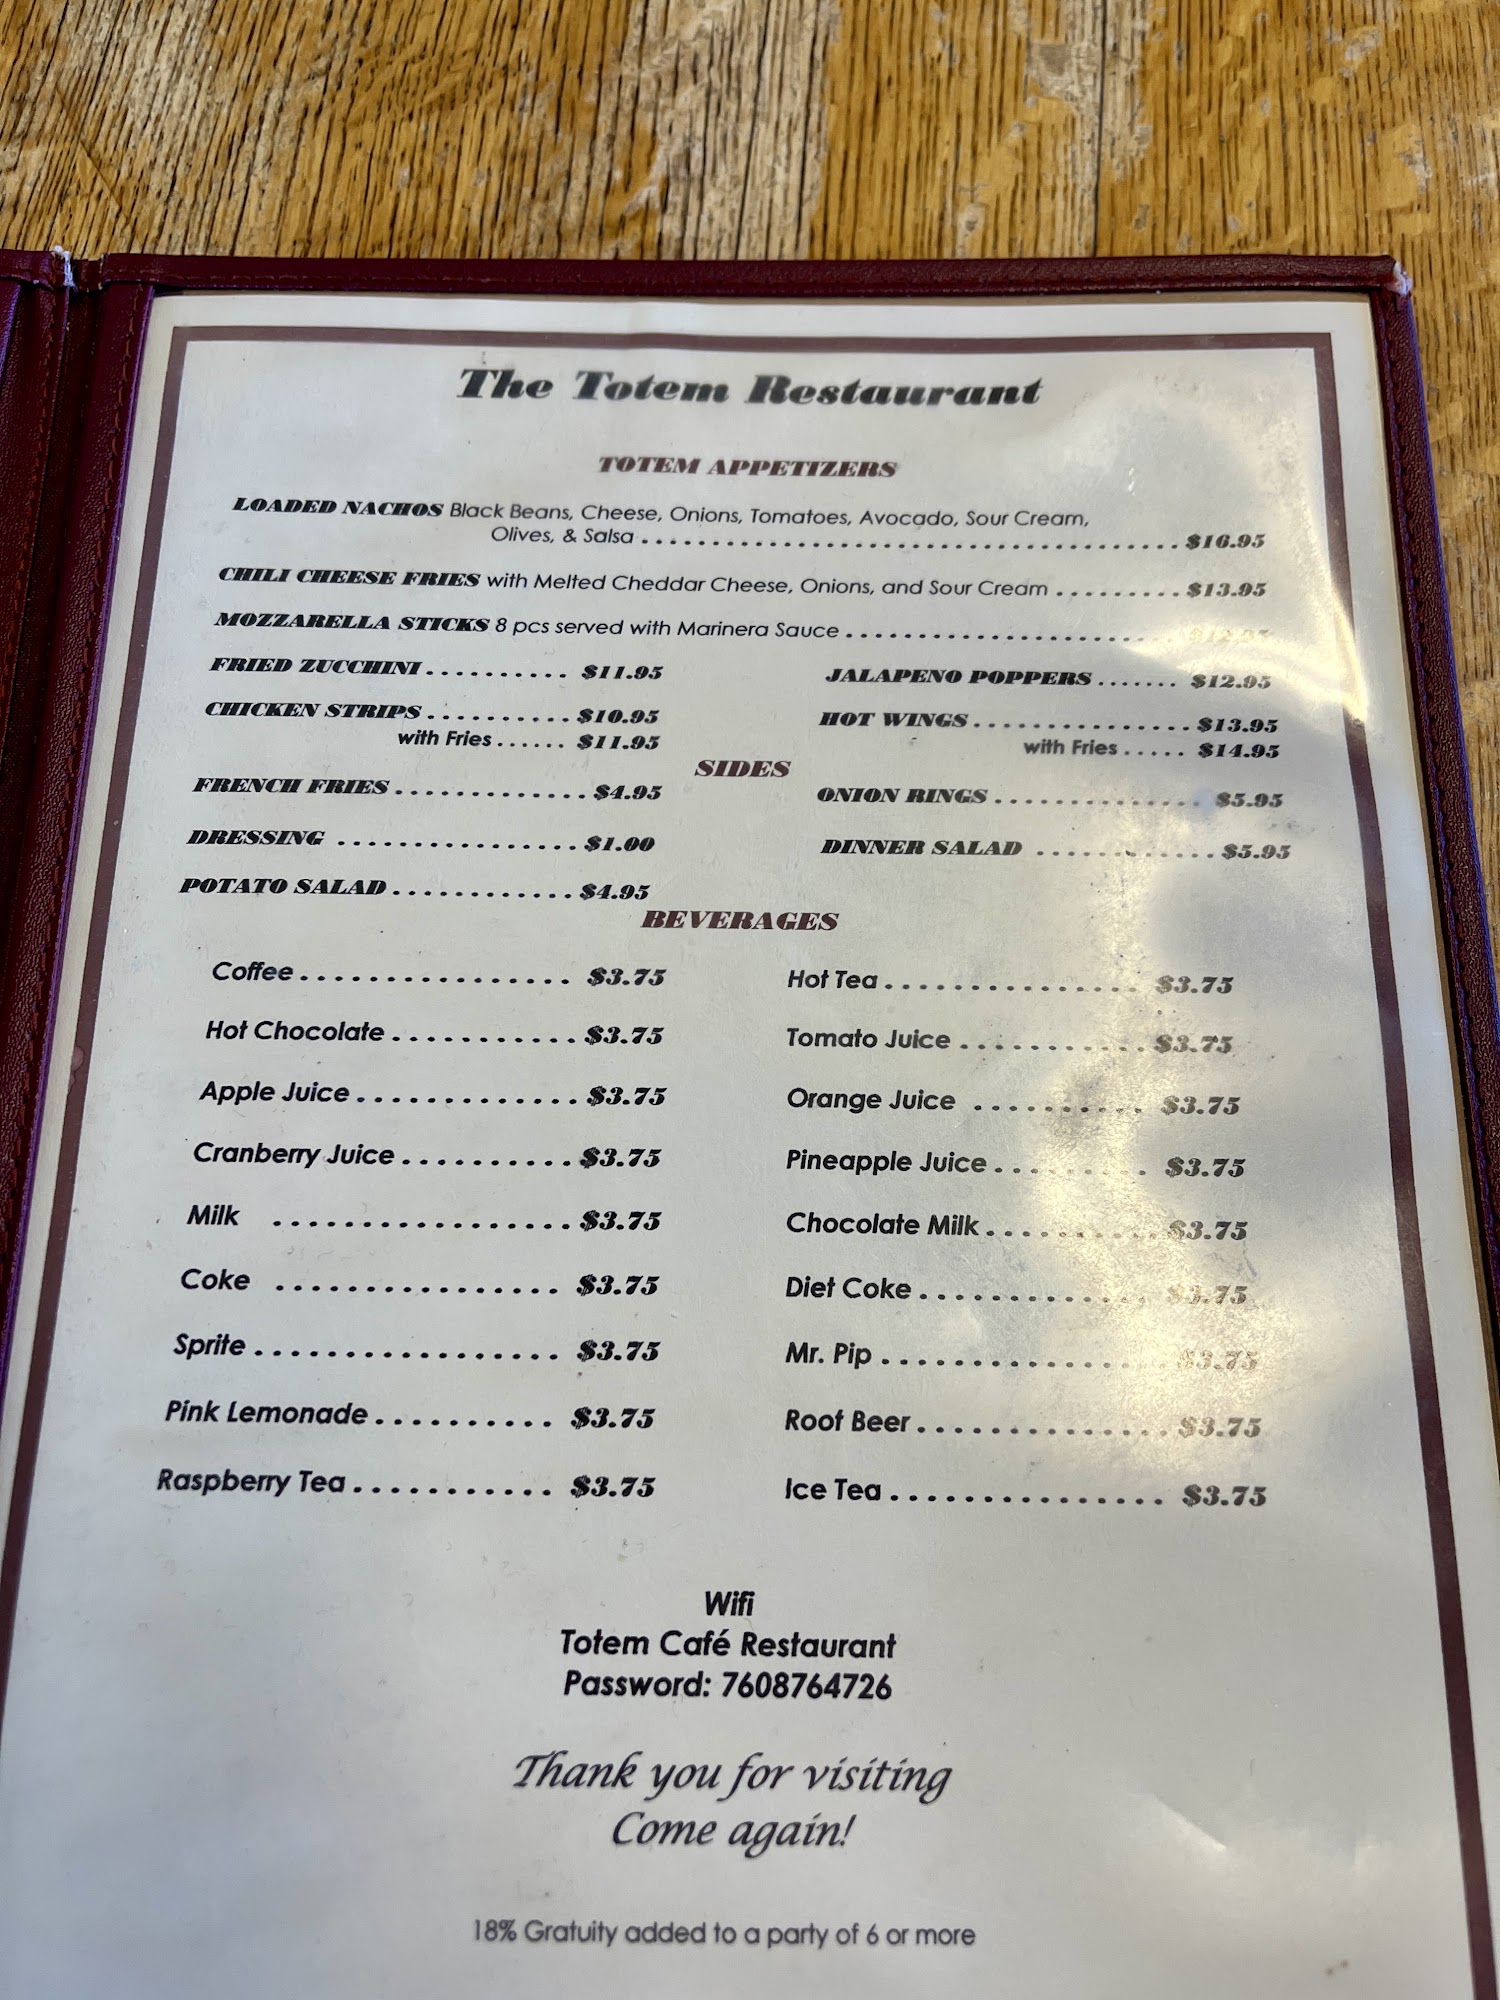 The Totem Restaurant
TOTEM APPETIZERS
LOADED NACHOS Black Beans, Cheese, Onions, Tomatoes, Avocado, Sour Cream,
Olives, & Salsa ........................................ $16.95
CHILI CHEESE FRIES with Melted Cheddar Cheese, Onions, and Sour Cream ......... $13.95
MOZZARELLA STICKS 8 pcs served with Marinera Sauce ........................
FRIED ZUCCHINI .......... $11.95 JALAPENO POPPERS ....... $12.95
CHICKEN STRIPS .......... $10.95 HOT WINGS ................ $13.95
with Fries ...... $11.95 with Fries ..... $14.95
SIDES
FRENCH FRIES .............. $4.95 ONION RINGS ............... $5.95
DRESSING ................. $1.00 DINNER SALAD ............. $5.95
POTATO SALAD ............. $4.95
BEVERAGES
Coffee ................... $3.75 Hot Tea ................ $3.75
Hot Chocolate ............. $3.75 Tomato Juice ............. $3.75
Apple Juice ............... $3.75 Orange Juice ............ $3.75
Cranberry Juice ............ $3.75 Pineapple Juice ........... $3.75
Milk ..................... $3.75 Chocolate Milk ............ $3.75
Coke .................... $3.75 Diet Coke ................ $3.75
Sprite .................... $3.75 Mr. Pip ................. $3.75
Pink Lemonade ............ $3.75 Root Beer ................ $3.75
Raspberry Tea ............. $3.75 Ice Tea ................. $3.75
Wifi
Totem Café Restaurant
Password: 7608764726
Thank you for visiting
Come again!
18% Gratuity added to a party of 6 or more